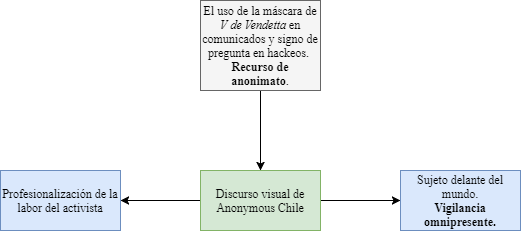 El uso de la máscara de
V de Vendetta en
comunicados y signo de
pregunta en hackeos.
Recurso de
anonimato.
Profesionalización de la
labor del activista
Discurso visual de
Anonymous Chile
Sujeto delante del
mundo.
Vigilancia
omnipresente.